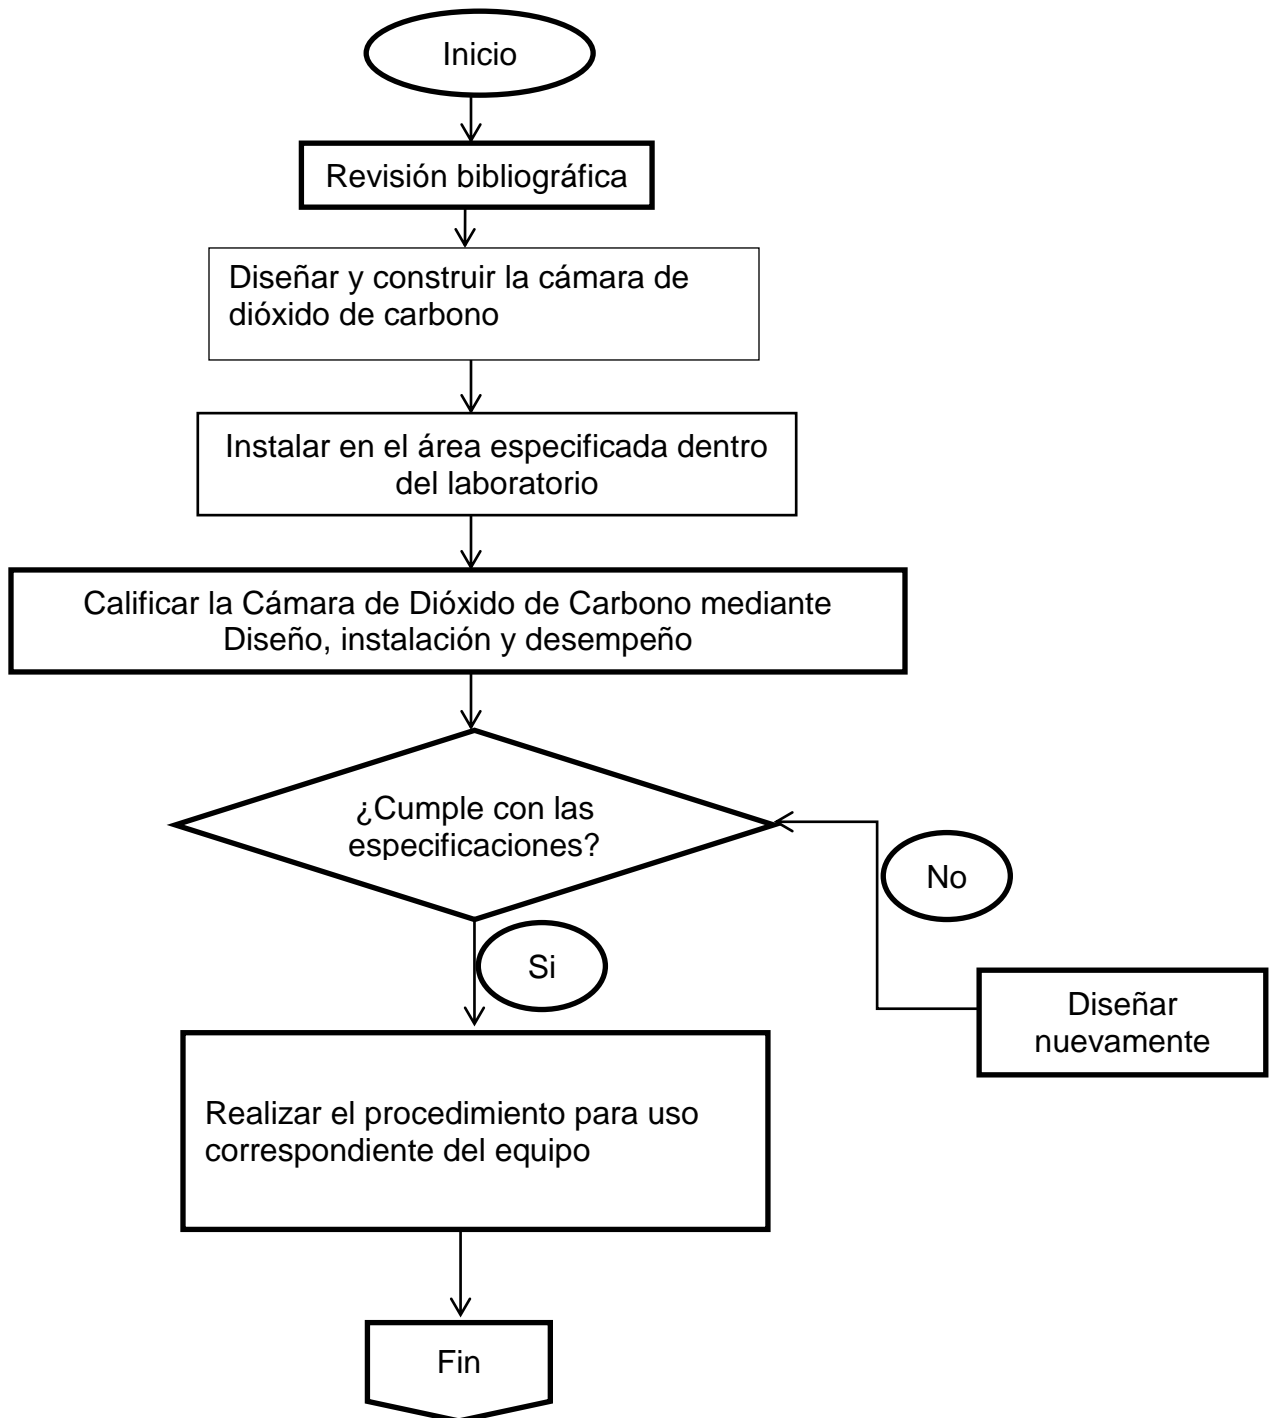 Inicio
Revisión bibliográfica
Diseñar y construir la cámara de
dióxido de carbono
Instalar en el área especificada dentro
del laboratorio
Calificar la Cámara de Dióxido de Carbono mediante
Diseño, instalación y desempeño
¿Cumple con las
especificaciones?
No
Si
Diseñar
nuevamente
Realizar el procedimiento para uso
correspondiente del equipo
Fin